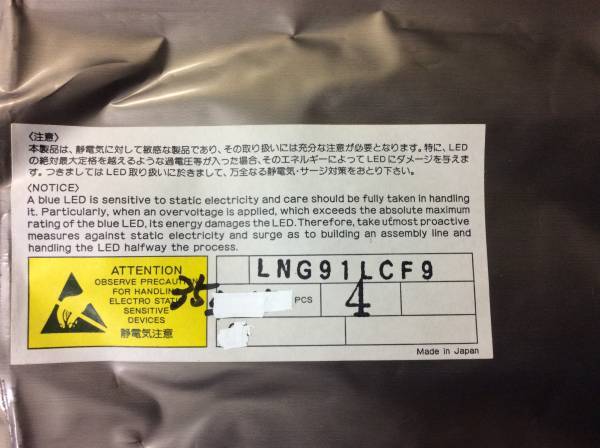 〈注意〉
本製品は、静電気に対して敏感な製品であり、その取り扱いには充分な注意が必要となります。特に、LED
の絶対最大定格を越えるような過電圧等が入った場合、そのエネルギーによってLEDにダメージを与えま
す。つきましてはLED取り扱いに於きまして、万全なる静電気・サージ対策をおとり下さい。
〈NOTICE〉
A blue LED is sensitive to static electricity and care should be fully taken in handling
it. Particularly, when an overvoltage is applied, which exceeds the absolute maximum
rating of the blue LED, its energy damages the LED. Therefore, take utmost proactive
measures against static electricity and surge as to building an assembly line and
handling the LED halfway the process.
ATTENTION
OBSERVE
FOR
ELECTRO
SENSITIVE
DEVICES
静電気注意
LNG91LCF9
35
PCS
4
Made in Japan